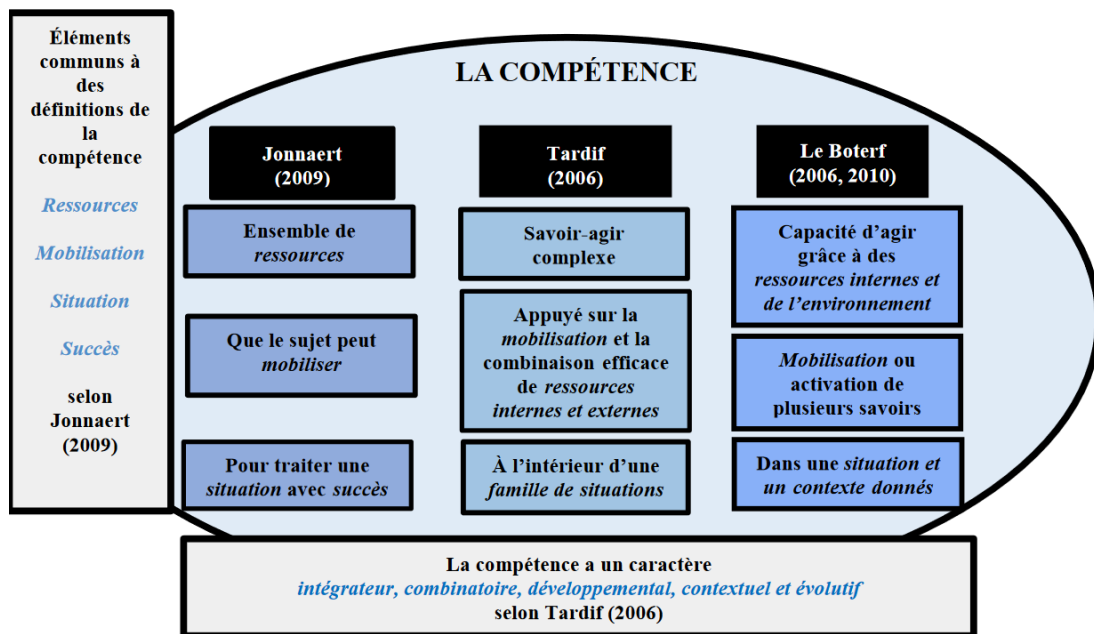 Éléments
communs à
des
définitions de
la
compétence
Ressources
Mobilisation
Situation
Succès
selon
Jonnaert
(2009)
LA COMPÉTENCE
Jonnaert
(2009)
Ensemble de
ressources
Que le sujet peut
mobiliser
Pour traiter une
situation avec succès
Tardif
(2006)
Savoir-agir
complexe
Appuyé sur la
mobilisation et la
combinaison efficace
de ressources
internes et externes
À l’intérieur d’une
famille de situations
Le Boterf
(2006, 2010)
Capacité d’agir
grâce à des
ressources internes et
de l’environnement
Mobilisation ou
activation de
plusieurs savoirs
Dans une situation et
un contexte donnés
La compétence a un caractère
intégrateur, combinatoire, développemental, contextuel et évolutif
selon Tardif (2006)